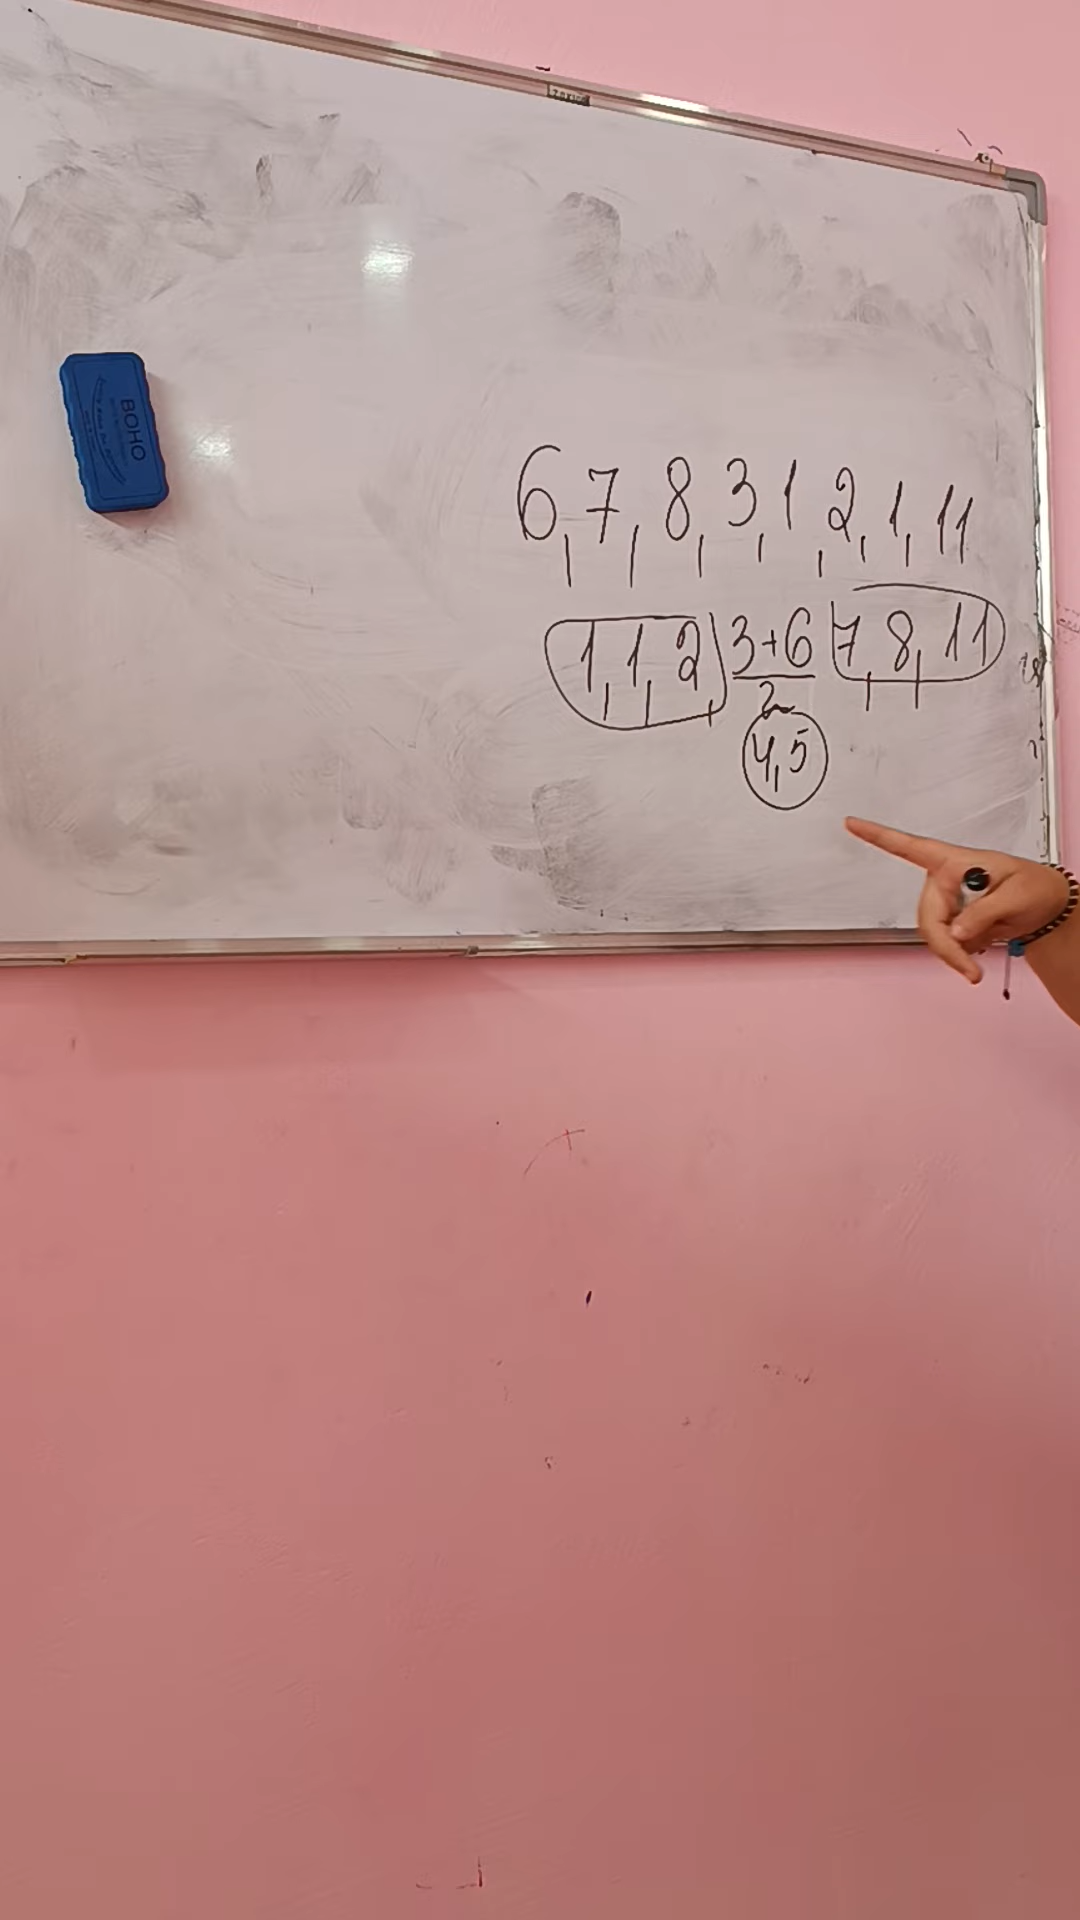 6, 7, 8, 3, 1, 2, 1, 11
1, 1, 2, 3+6 7, 8, 11
2
4,5
BOHO